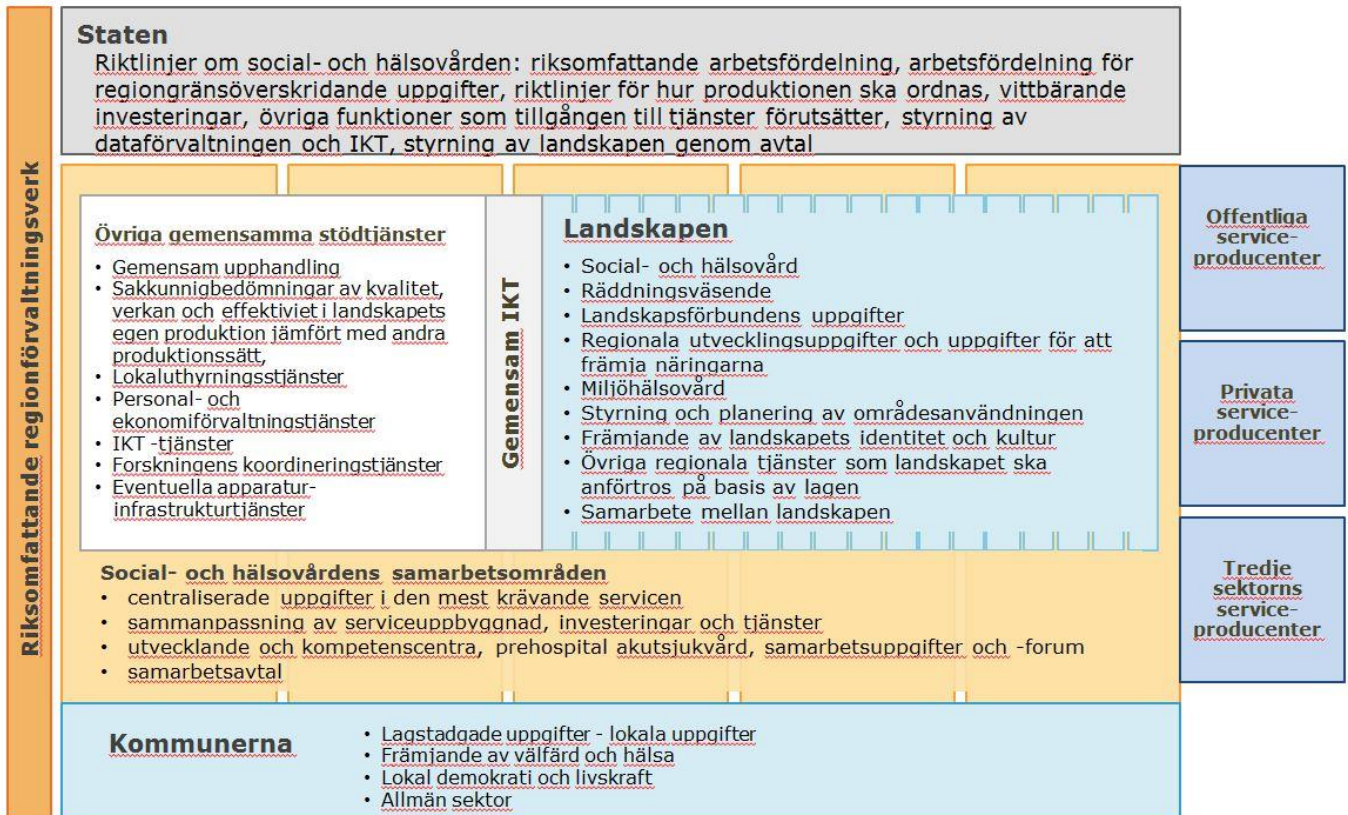 Riksomfattande regionförvaltningsverk
Staten
Riktlinjer om social- och hälsovården: riksomfattande arbetsfördelning, arbetsfördelning för
regiongränsöverskridande uppgifter, riktlinjer för hur produktionen ska ordnas, vittbärande
investeringar, övriga funktioner som tillgången till tjänster förutsätter, styrning av
dataförvaltningen och IKT, styrning av landskapen genom avtal
Övriga gemensamma stödtjänster
• Gemensam upphandling
• Sakkunnigbedömningar av kvalitet,
verkan och effektiviet i landskapets
egen produktion jämfört med andra
produktionssätt,
• Lokaluthyrningsstjänster
• Personal- och
ekonomiförvaltningstjänster
• IKT -tjänster
• Forskningens koordineringstjänster
• Eventuella apparatur-
infrastrukturtjänster
Gemensam IKT
Landskapen
• Social- och hälsovård
• Räddningsväsende
• Landskapsförbundens uppgifter
• Regionala utvecklingsuppgifter och uppgifter för att
främja näringarna
• Miljöhälsovård
• Styrning och planering av områdesanvändningen
• Främjande av landskapets identitet och kultur
• Övriga regionala tjänster som landskapet ska
anförtros på basis av lagen
• Samarbete mellan landskapen
Social- och hälsovårdens samarbetsområden
• centraliserade uppgifter i den mest krävande servicen
• sammanpassning av serviceuppbyggnad, investeringar och tjänster
• utvecklande och kompetenscentra, prehospital akutsjukvård, samarbetsuppgifter och -forum
• samarbetsavtal
Kommunerna
• Lagstadgade uppgifter - lokala uppgifter
• Främjande av välfärd och hälsa
• Lokal demokrati och livskraft
• Allmän sektor
Offentliga
service-
producenter
Privata
service-
producenter
Tredje
sektorns
service-
producenter